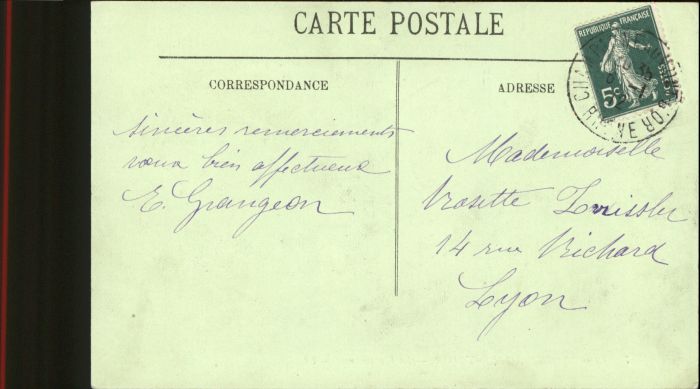 CARTE POSTALE
CORRESPONDANCE
ADRESSE
REPUBLIQUE FRANÇAISE
5c
sincères remerciements
vœux bien affectueux
E. Grangeon
Mademoiselle
14 rue Richard
Lyon